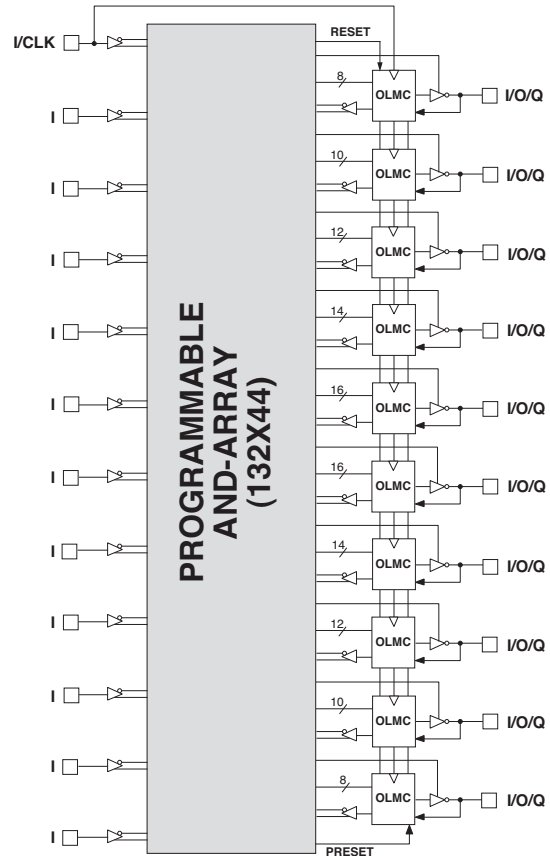 RESET
I/CLK
8
OLMC
I/O/Q
I
10
OLMC
I/O/Q
I
12
OLMC
I/O/Q
I
14
OLMC
I/O/Q
I
16
OLMC
I/O/Q
I
PROGRAMMABLE
AND-ARRAY
(132X44)
16
OLMC
I/O/Q
I
14
OLMC
I/O/Q
I
12
OLMC
I/O/Q
I
10
OLMC
I/O/Q
I
8
OLMC
I/O/Q
I
I
PRESET